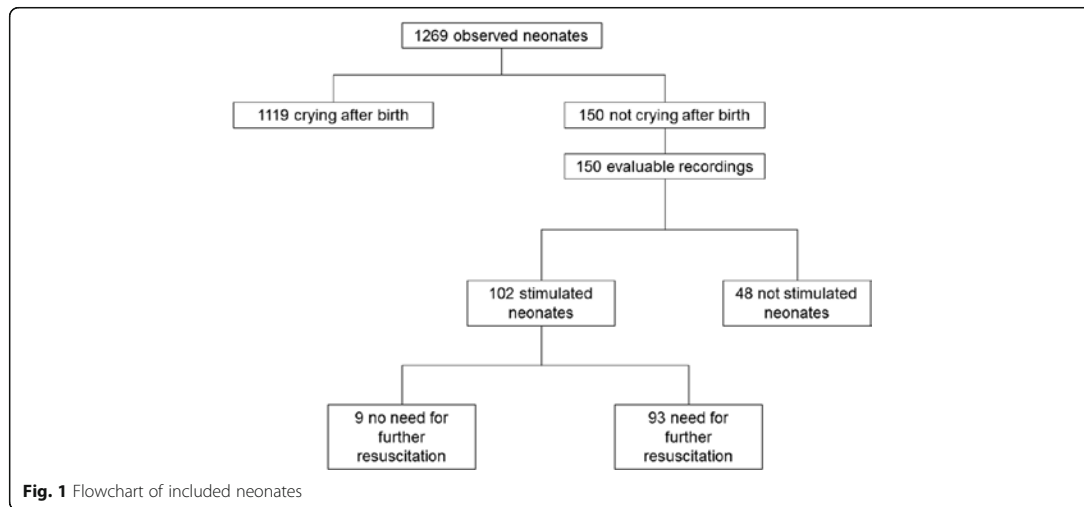 1269 observed neonates
1119 crying after birth
150 not crying after birth
150 evaluable recordings
102 stimulated
neonates
48 not stimulated
neonates
9 no need for
further
resuscitation
93 need for
further
resuscitation
Fig. 1 Flowchart of included neonates